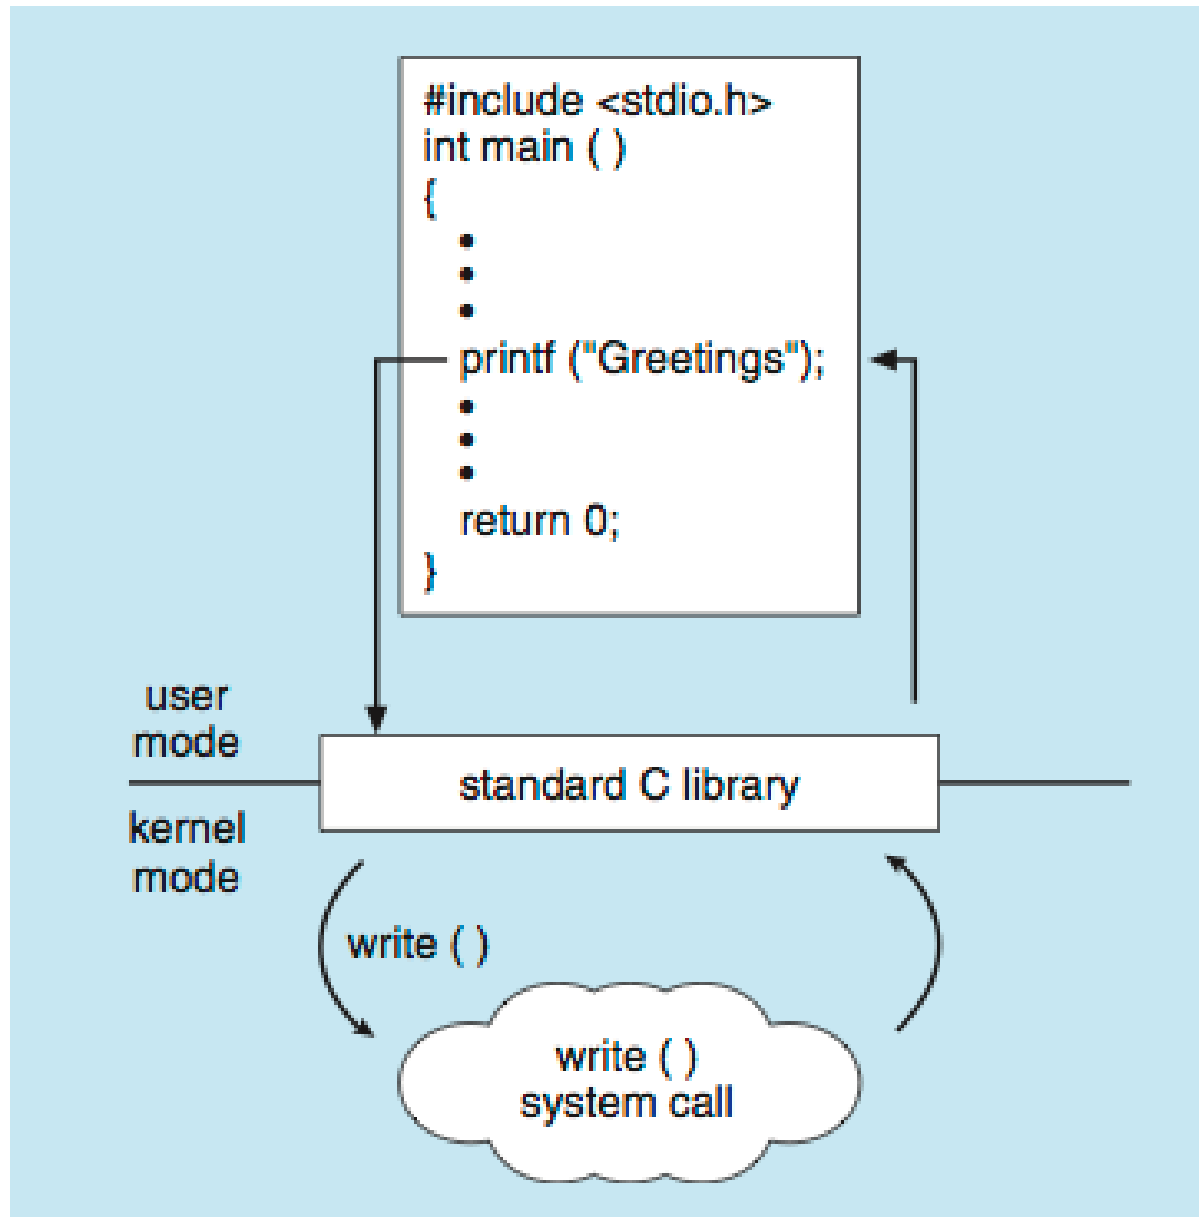 #include <stdio.h>
int main ( )
{
•
•
•
printf ("Greetings");
•
•
•
return 0;
}
user
mode
standard C library
kernel
mode
write ( )
write ( )
system call